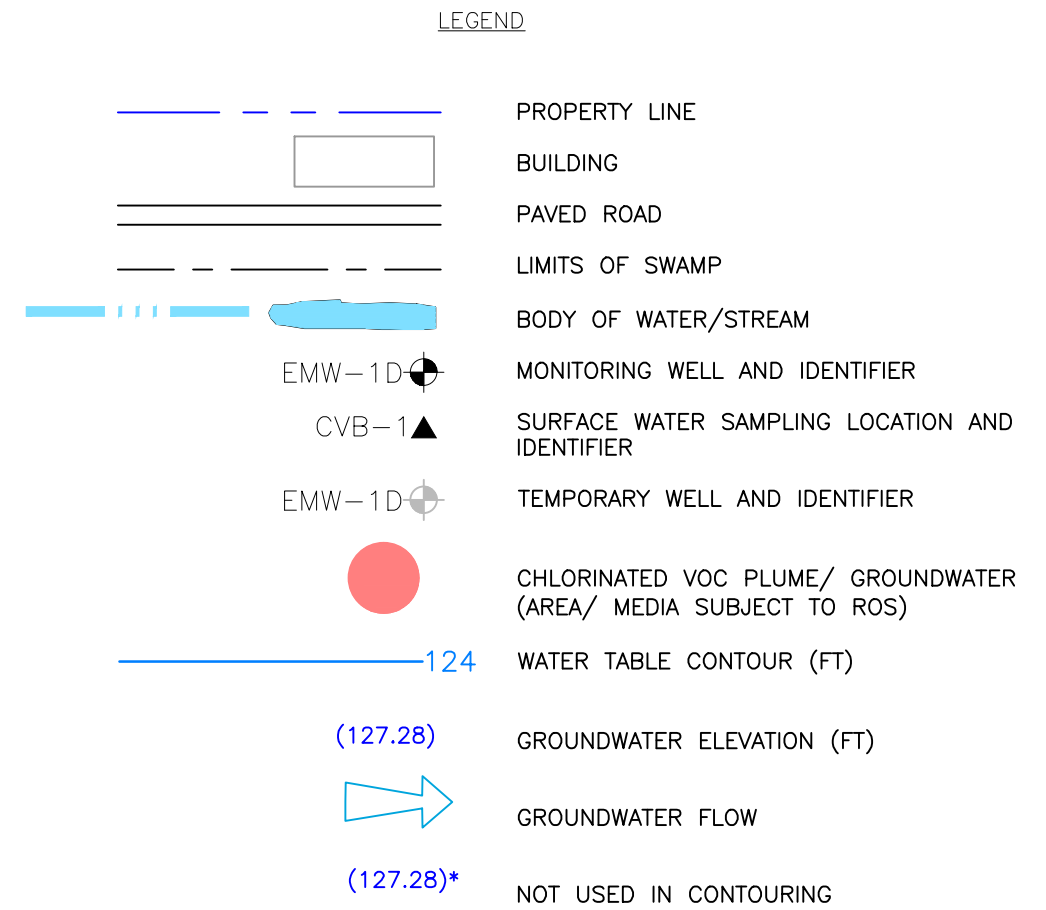 LEGEND
PROPERTY LINE
BUILDING
PAVED ROAD
LIMITS OF SWAMP
BODY OF WATER/STREAM
EMW-1D MONITORING WELL AND IDENTIFIER
CVB-1 SURFACE WATER SAMPLING LOCATION AND
IDENTIFIER
EMW-1D TEMPORARY WELL AND IDENTIFIER
CHLORINATED VOC PLUME/ GROUNDWATER
(AREA/ MEDIA SUBJECT TO ROS)
124 WATER TABLE CONTOUR (FT)
(127.28) GROUNDWATER ELEVATION (FT)
GROUNDWATER FLOW
(127.28)* NOT USED IN CONTOURING